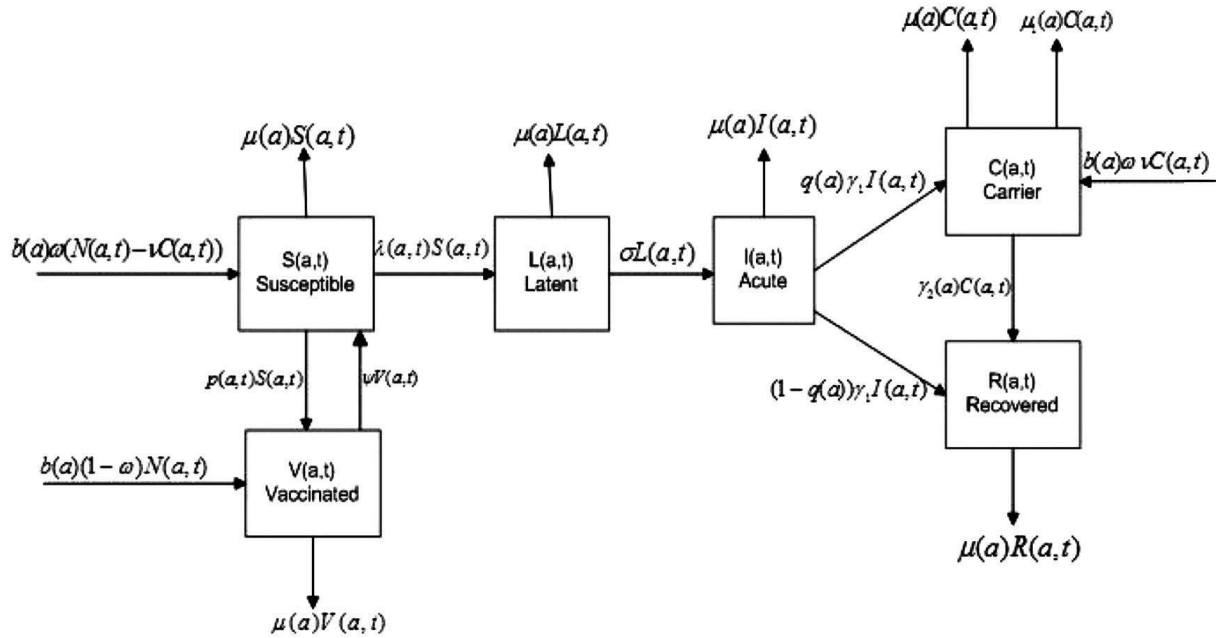 μ(a)C(a,t)
μ₁(a)C(a,t)
μ(a)S(a,t)
μ(a)L(a,t)
μ(a)I(a,t)
q(a)γ₁I(a,t)
C(a,t)
Carrier
b(a)ω νC(a,t)
b(a)ω(N(a,t)−νC(a,t))
S(a,t)
Susceptible
λ(a,t)S(a,t)
L(a,t)
Latent
σL(a,t)
I(a,t)
Acute
γ₂(a)C(a,t)
p(a,t)S(a,t)
ψV(a,t)
(1−q(a))γ₁I(a,t)
R(a,t)
Recovered
b(a)(1−ω)N(a,t)
V(a,t)
Vaccinated
μ(a)R(a,t)
μ(a)V(a,t)